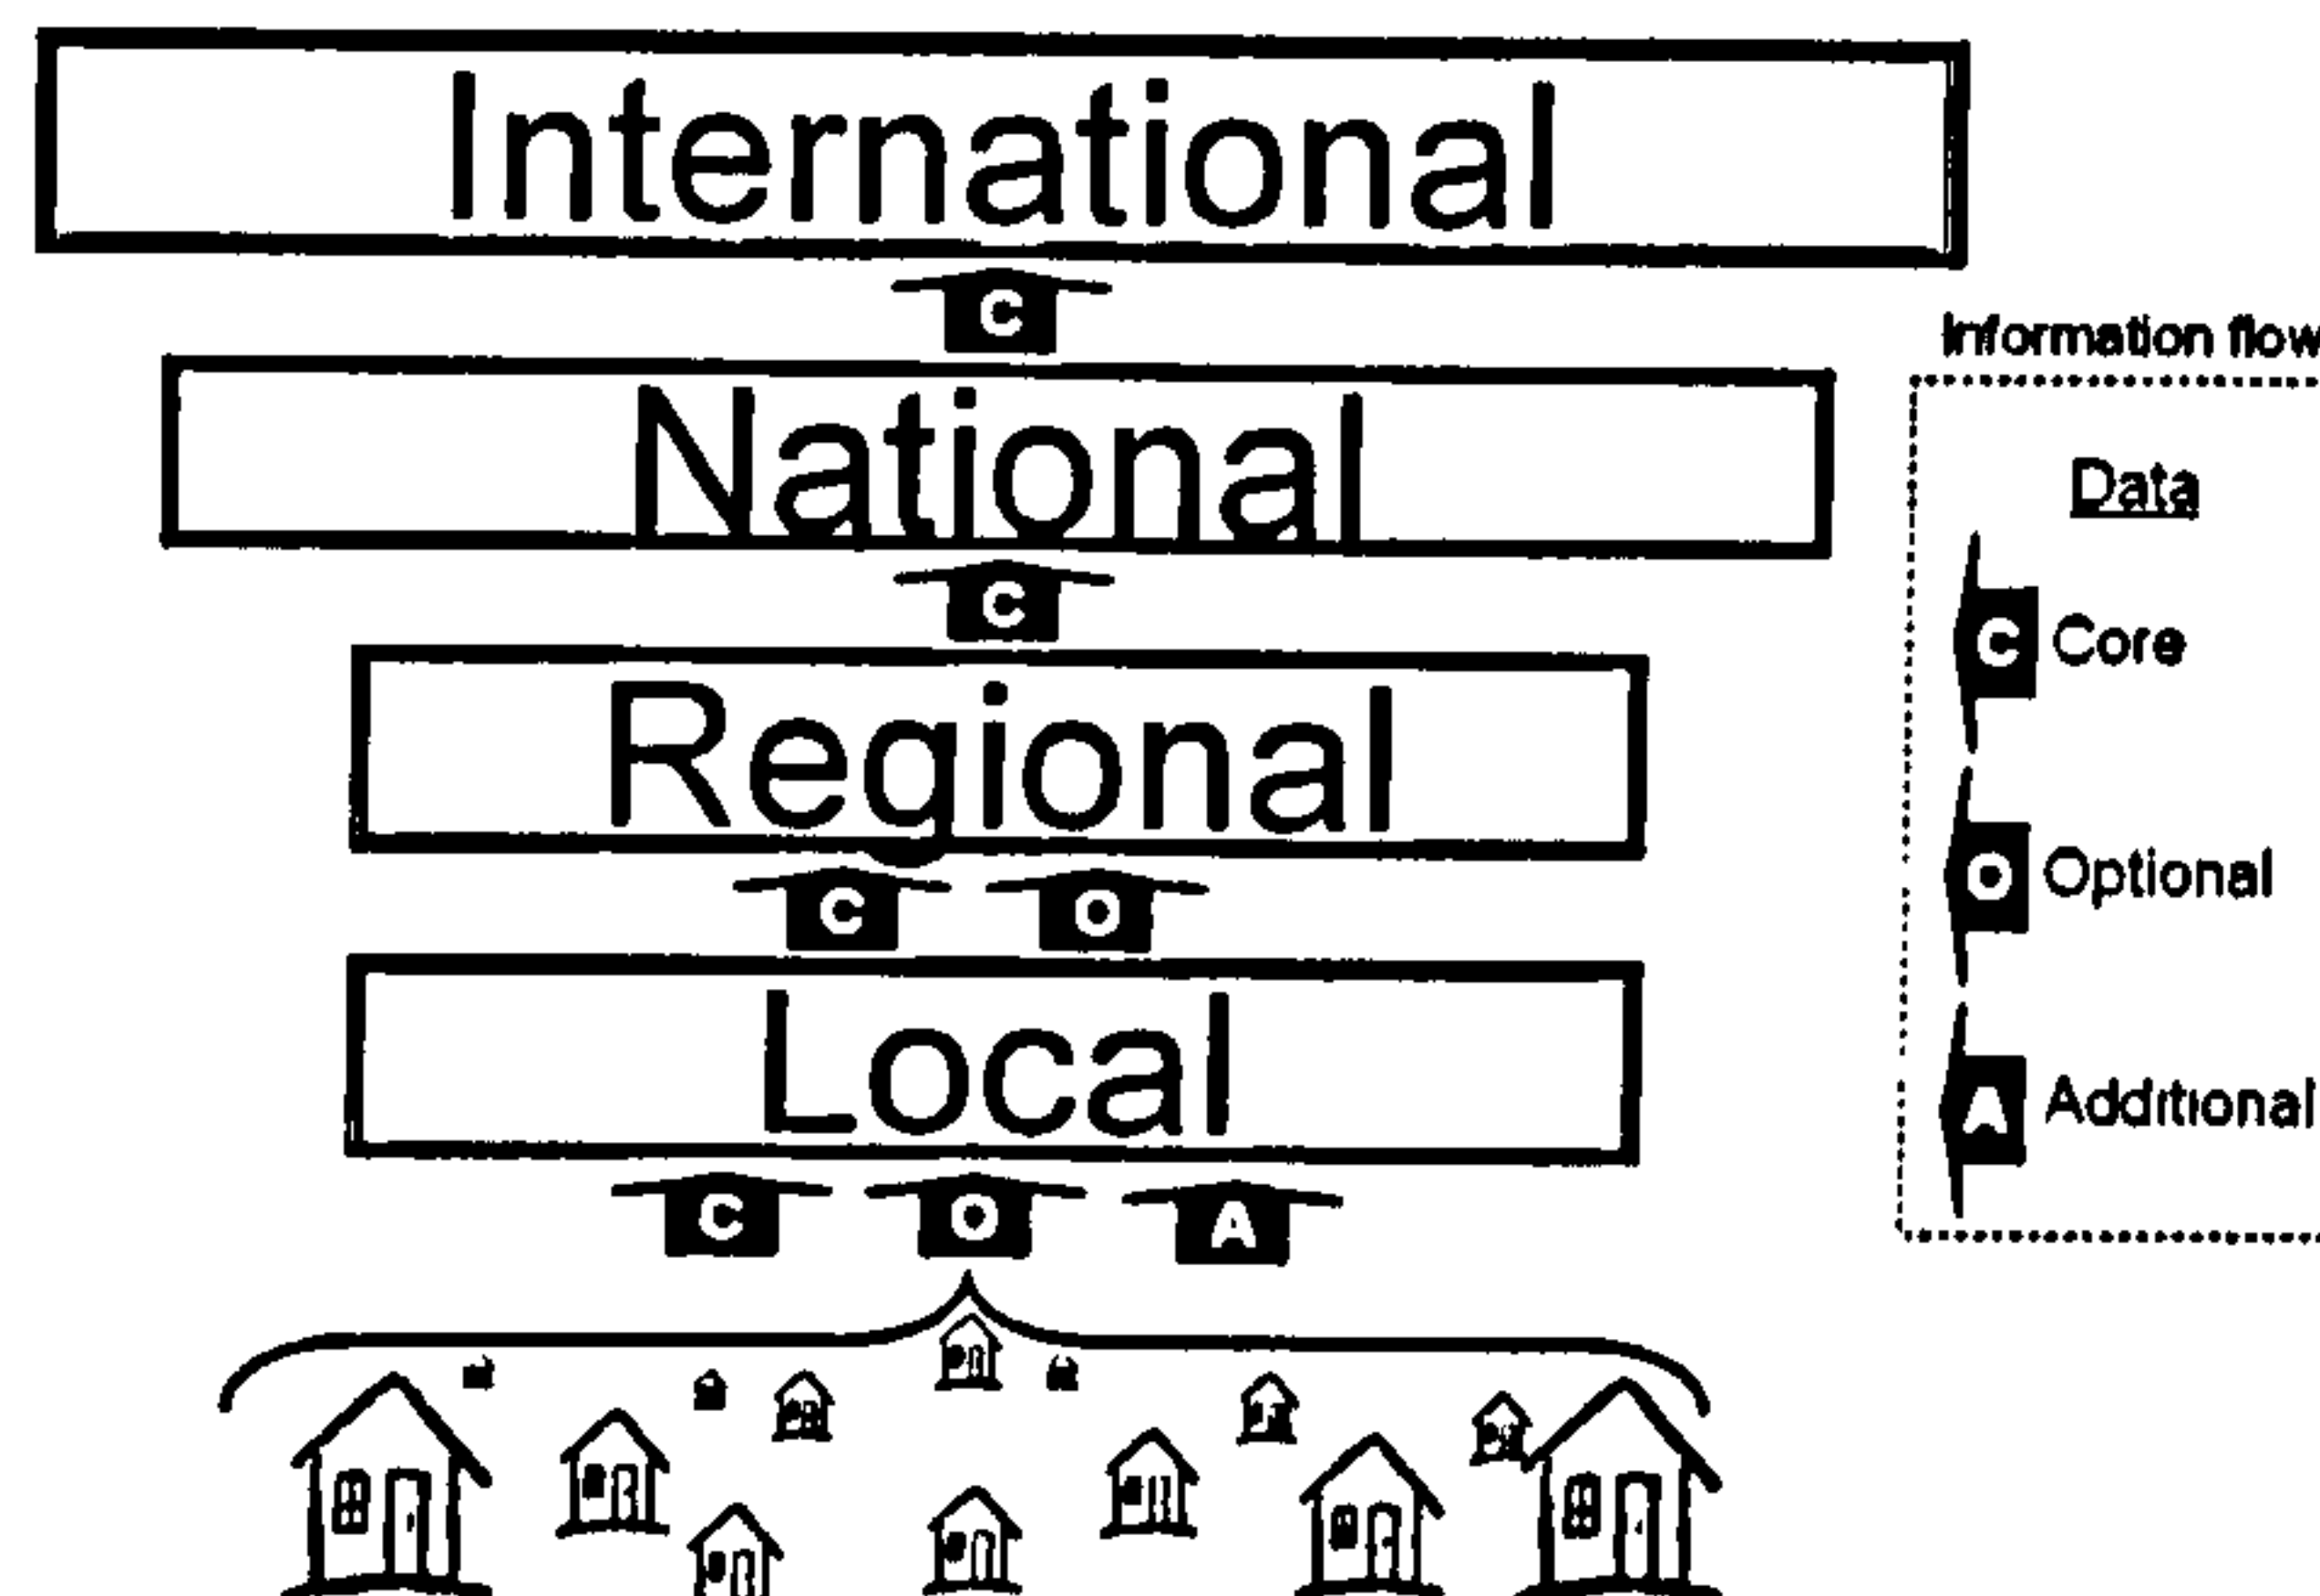 International
C
National
C
Regional
C O
Local
C O A
Information flow
Data
C Core
O Optional
A Additional